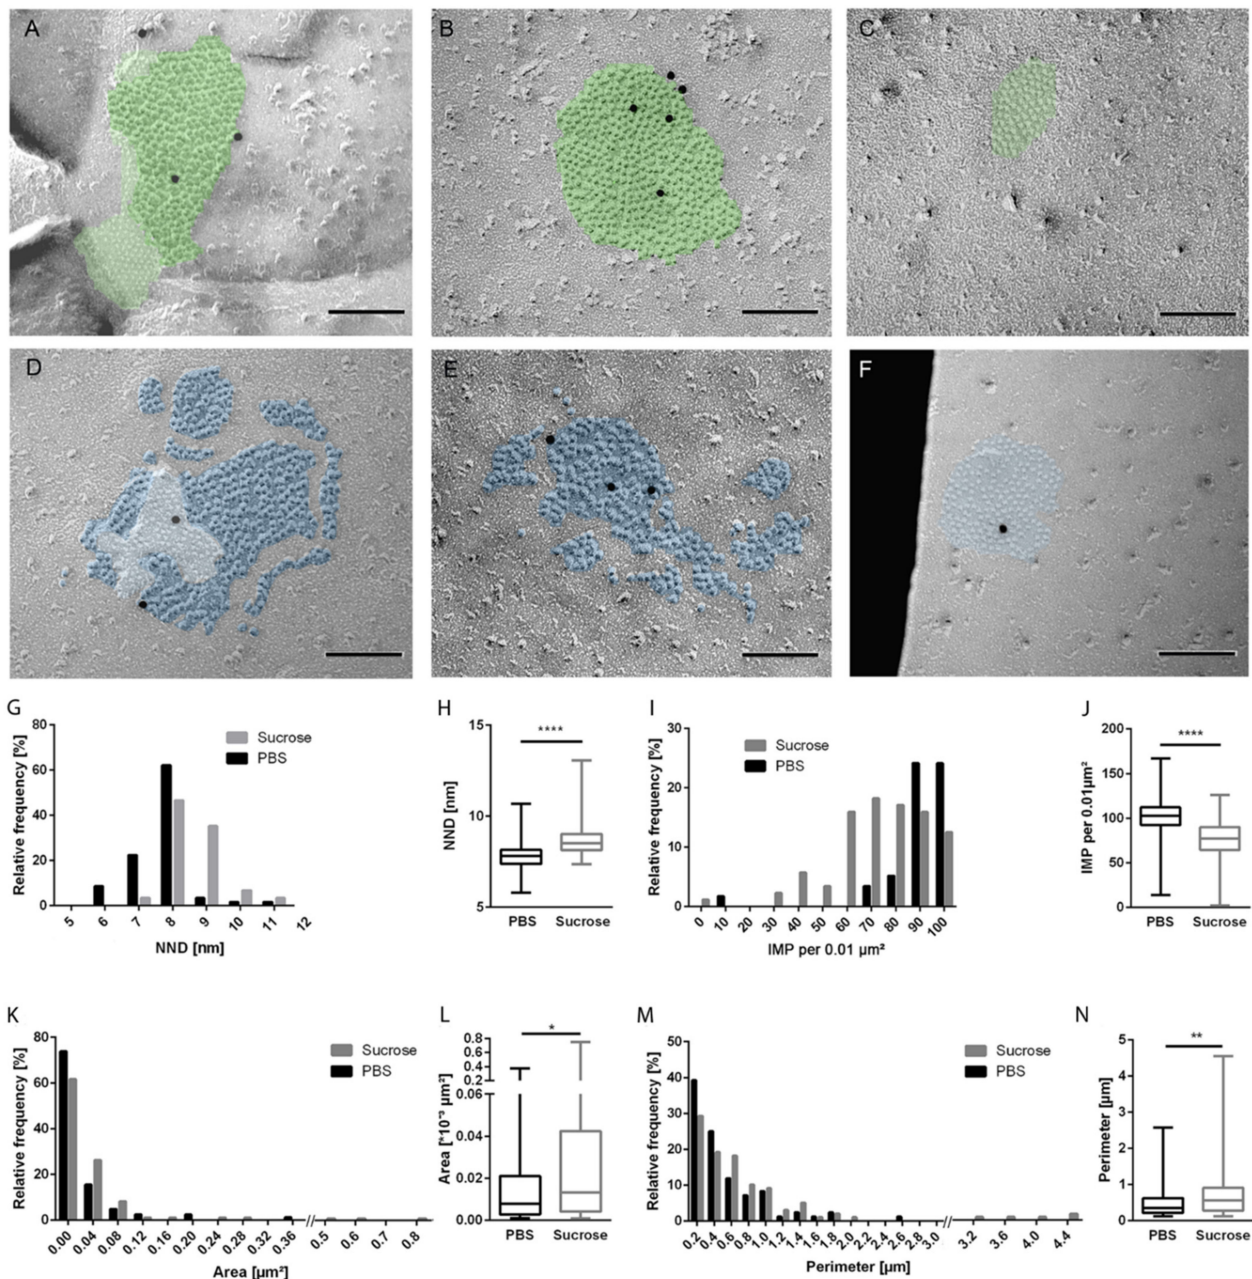 A
B
C
D
E
F
G
H
I
J
80
60
40
20
0
Relative frequency [%]
Sucrose
PBS
5 6 7 8 9 10 11 12
NND [nm]
15
10
5
NND [nm]
****
PBS Sucrose
30
20
10
0
Relative frequency [%]
Sucrose
PBS
0 10 20 30 40 50 60 70 80 90 100
IMP per 0.01 µm²
200
150
100
50
0
IMP per 0.01µm²
****
PBS Sucrose
K
L
M
N
80
60
40
20
0
Relative frequency [%]
Sucrose
PBS
0.00 0.04 0.08 0.12 0.16 0.20 0.24 0.28 0.32 0.36 0.5 0.6 0.7 0.8
Area [µm²]
0.8
0.6
0.4
0.2
0.06
0.04
0.02
0.00
Area [*10⁻³ µm²]
*
PBS Sucrose
50
40
30
20
10
0
Relative frequency [%]
Sucrose
PBS
0.2 0.4 0.6 0.8 1.0 1.2 1.4 1.6 1.8 2.0 2.2 2.4 2.6 2.8 3.0 3.2 3.6 4.0 4.4
Perimeter [µm]
5
4
3
2
1
0
Perimeter [µm]
**
PBS Sucrose